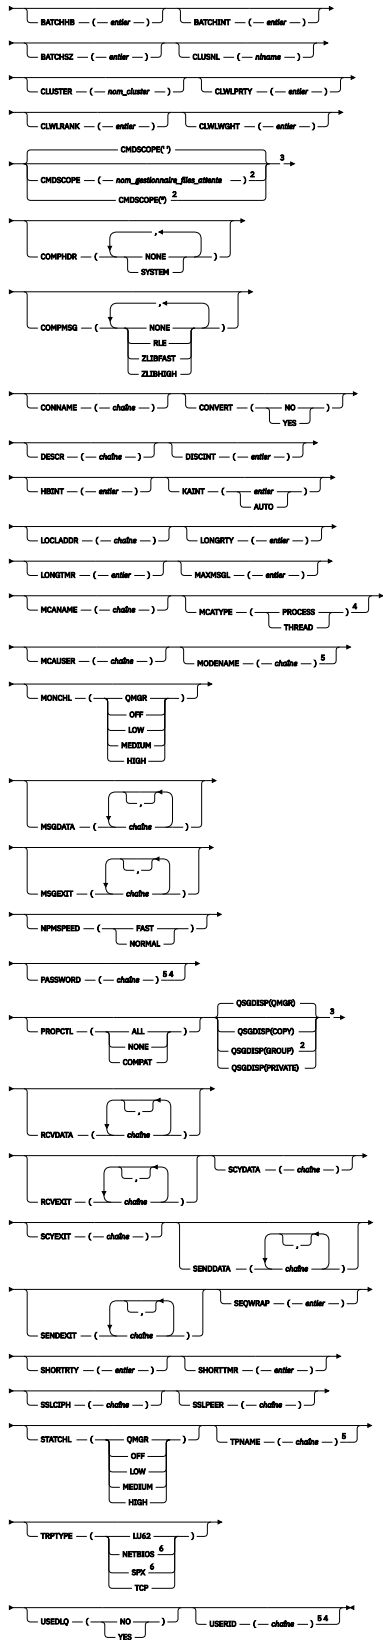 BATCHHB ( entier ) BATCHINT ( entier )
BATCHSZ ( entier ) CLUSNL ( nlname )
CLUSTER ( nom_cluster ) CLWLPRTY ( entier )
CLWLRANK ( entier ) CLWLWGHT ( entier )
CMDSCOPE(' ') 3
CMDSCOPE ( nom_gestionnaire_files_attente ) 2
CMDSCOPE(*) 2
,
COMPHDR ( NONE )
SYSTEM
,
COMPMSG ( NONE )
RLE
ZLIBFAST
ZLIBHIGH
CONNAME ( chaîne ) CONVERT ( NO )
YES
DESCR ( chaîne ) DISCINT ( entier )
HBINT ( entier ) KAINT ( entier )
AUTO
LOCLADDR ( chaîne ) LONGRTY ( entier )
LONGTMR ( entier ) MAXMSGL ( entier )
MCANAME ( chaîne ) MCATYPE ( PROCESS ) 4
THREAD
MCAUSER ( chaîne ) MODENAME ( chaîne ) 5
MONCHL ( QMGR )
OFF
LOW
MEDIUM
HIGH
,
MSGDATA ( chaîne )
,
MSGEXIT ( chaîne )
NPMSPEED ( FAST )
NORMAL
PASSWORD ( chaîne ) 5 4
QSGDISP(QMGR) 3
PROPCTL ( ALL ) QSGDISP(COPY)
NONE QSGDISP(GROUP) 2
COMPAT QSGDISP(PRIVATE)
,
RCVDATA ( chaîne )
,
RCVEXIT ( chaîne ) SCYDATA ( chaîne )
,
SCYEXIT ( chaîne ) SENDDATA ( chaîne )
,
SENDEXIT ( chaîne ) SEQWRAP ( entier )
SHORTRTY ( entier ) SHORTTMR ( entier )
SSLCIPH ( chaîne ) SSLPEER ( chaîne )
STATCHL ( QMGR ) TPNAME ( chaîne ) 5
OFF
LOW
MEDIUM
HIGH
TRPTYPE ( LU62 )
NETBIOS 6
SPX 6
TCP
USEDLQ ( NO ) USERID ( chaîne ) 5 4
YES